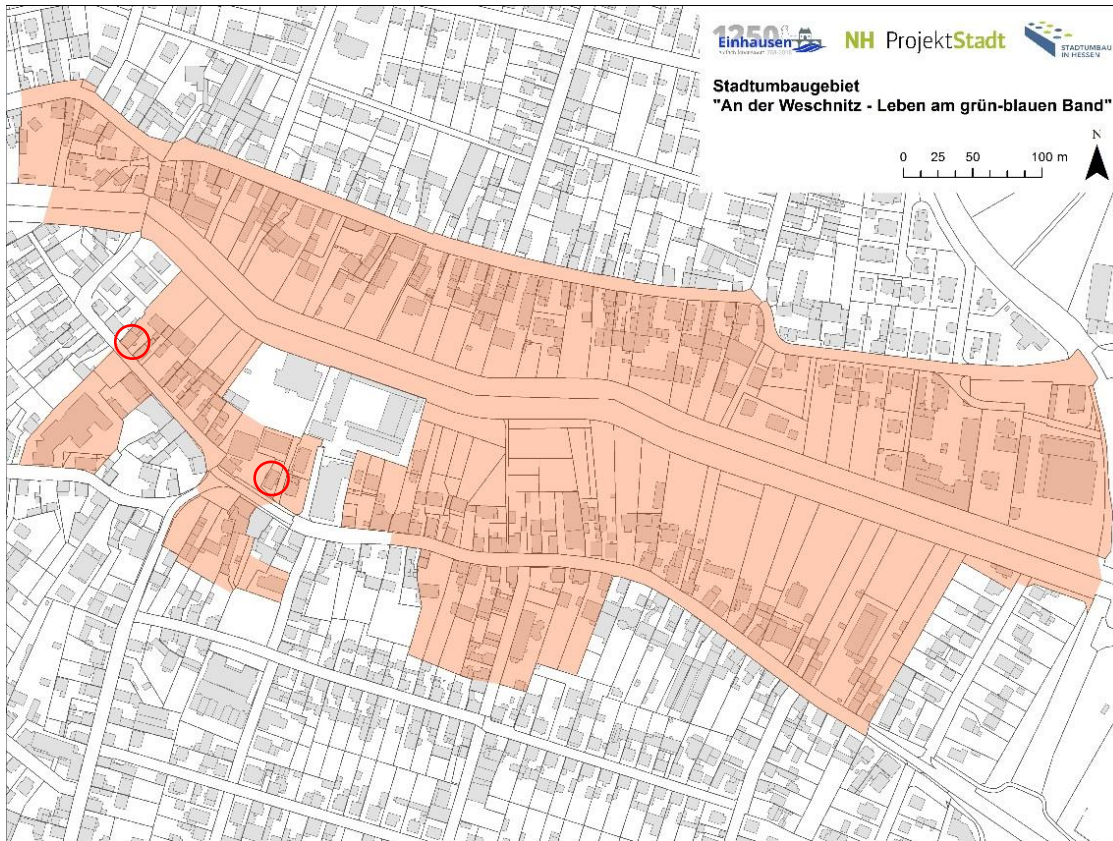 1250
Einhausen
NH ProjektStadt
STADTUMBAU
IN HESSEN
Stadtumbaugebiet
"An der Weschnitz - Leben am grün-blauen Band"
N
0 25 50 100 m